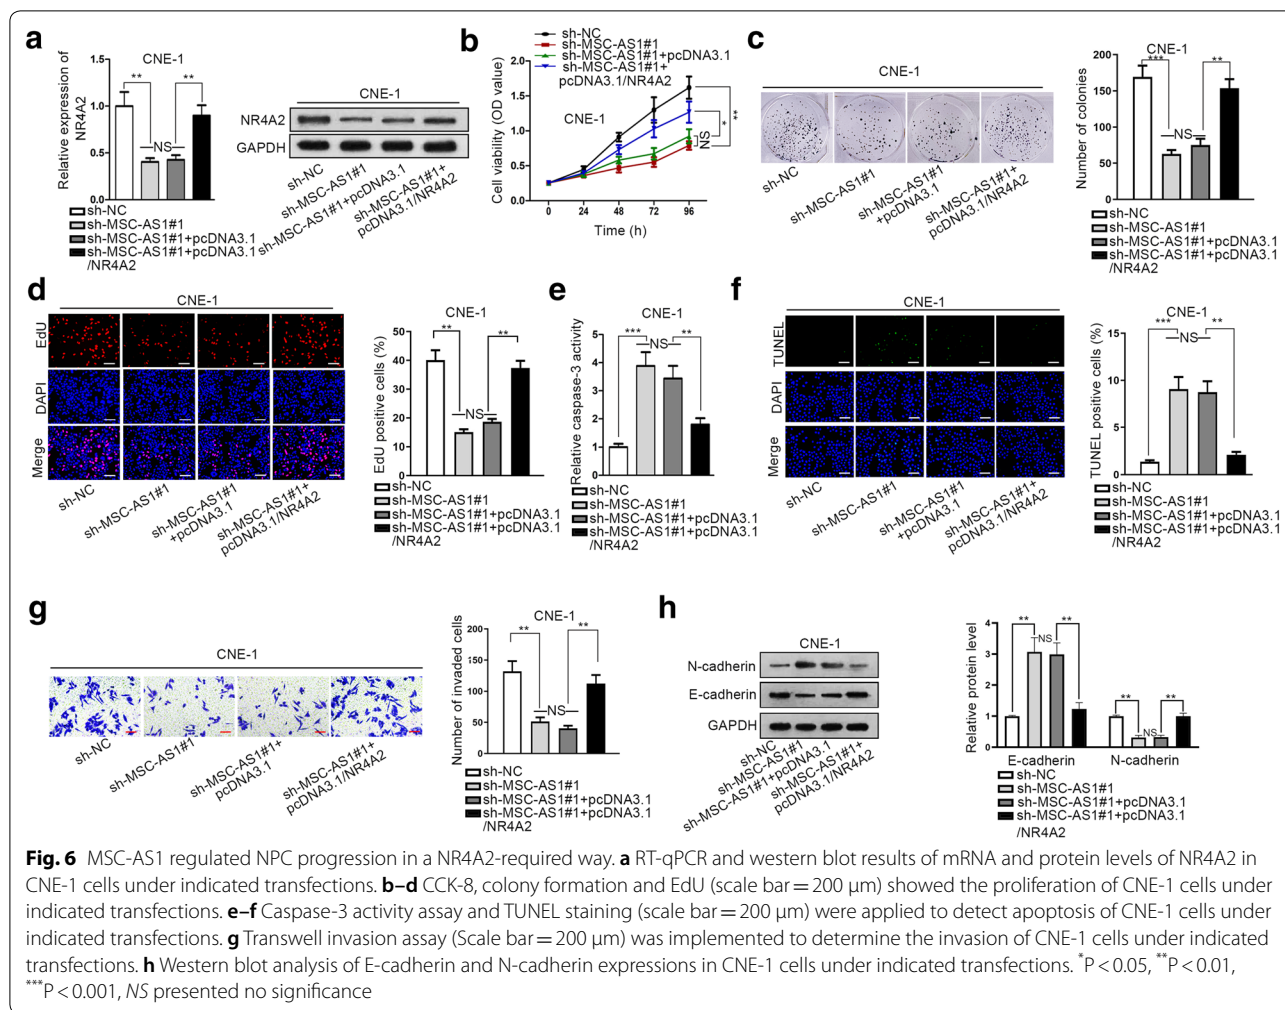 a
CNE-1
Relative expression of
NR4A2
1.5
1.0
0.5
0.0
**
NS
**
sh-NC
sh-MSC-AS1#1
sh-MSC-AS1#1+pcDNA3.1
sh-MSC-AS1#1+pcDNA3.1
/NR4A2
CNE-1
NR4A2
GAPDH
sh-NC
sh-MSC-AS1#1
sh-MSC-AS1#1+pcDNA3.1
sh-MSC-AS1#1+
pcDNA3.1/NR4A2
b
sh-NC
sh-MSC-AS1#1
sh-MSC-AS1#1+pcDNA3.1
sh-MSC-AS1#1+
pcDNA3.1/NR4A2
CNE-1
Cell viability (OD value)
2.0
1.5
1.0
0.5
0.0
0 24 48 72 96
Time (h)
NS
*
**
c
CNE-1
sh-NC
sh-MSC-AS1#1
sh-MSC-AS1#1
+pcDNA3.1
sh-MSC-AS1#1+
pcDNA3.1/NR4A2
CNE-1
Number of colonies
200
150
100
50
0
***
NS
**
sh-NC
sh-MSC-AS1#1
sh-MSC-AS1#1+pcDNA3.1
sh-MSC-AS1#1+pcDNA3.1
/NR4A2
d
CNE-1
EdU
DAPI
Merge
sh-NC
sh-MSC-AS1#1
sh-MSC-AS1#1
+pcDNA3.1
sh-MSC-AS1#1+
pcDNA3.1/NR4A2
CNE-1
EdU positive cells (%)
50
40
30
20
10
0
**
NS
**
sh-NC
sh-MSC-AS1#1
sh-MSC-AS1#1+pcDNA3.1
sh-MSC-AS1#1+pcDNA3.1
/NR4A2
e
CNE-1
Relative caspase-3 activity
5
4
3
2
1
0
***
NS
**
sh-NC
sh-MSC-AS1#1
sh-MSC-AS1#1+pcDNA3.1
sh-MSC-AS1#1+pcDNA3.1
/NR4A2
f
CNE-1
TUNEL
DAPI
Merge
sh-NC
sh-MSC-AS1#1
sh-MSC-AS1#1
+pcDNA3.1
sh-MSC-AS1#1+
pcDNA3.1/NR4A2
CNE-1
TUNEL positive cells (%)
15
10
5
0
***
NS
**
sh-NC
sh-MSC-AS1#1
sh-MSC-AS1#1+pcDNA3.1
sh-MSC-AS1#1+pcDNA3.1
/NR4A2
g
CNE-1
sh-NC
sh-MSC-AS1#1
sh-MSC-AS1#1+
pcDNA3.1
sh-MSC-AS1#1+
pcDNA3.1/NR4A2
CNE-1
Number of invaded cells
200
150
100
50
0
**
NS
**
sh-NC
sh-MSC-AS1#1
sh-MSC-AS1#1+pcDNA3.1
sh-MSC-AS1#1+pcDNA3.1
/NR4A2
h
CNE-1
N-cadherin
E-cadherin
GAPDH
sh-NC
sh-MSC-AS1#1
sh-MSC-AS1#1+pcDNA3.1
sh-MSC-AS1#1+
pcDNA3.1/NR4A2
Relative protein level
4
3
2
1
0
**
NS
**
**
NS
**
E-cadherin
N-cadherin
sh-NC
sh-MSC-AS1#1
sh-MSC-AS1#1+pcDNA3.1
sh-MSC-AS1#1+pcDNA3.1
/NR4A2
Fig. 6 MSC-AS1 regulated NPC progression in a NR4A2-required way. a RT-qPCR and western blot results of mRNA and protein levels of NR4A2 in
CNE-1 cells under indicated transfections. b–d CCK-8, colony formation and EdU (scale bar = 200 μm) showed the proliferation of CNE-1 cells under
indicated transfections. e–f Caspase-3 activity assay and TUNEL staining (scale bar = 200 μm) were applied to detect apoptosis of CNE-1 cells under
indicated transfections. g Transwell invasion assay (Scale bar = 200 μm) was implemented to determine the invasion of CNE-1 cells under indicated
transfections. h Western blot analysis of E-cadherin and N-cadherin expressions in CNE-1 cells under indicated transfections. *P < 0.05, **P < 0.01,
***P < 0.001, NS presented no significance